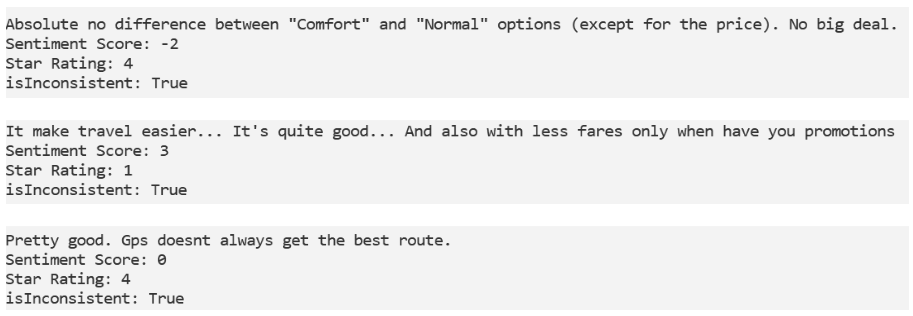 Absolute no difference between "Comfort" and "Normal" options (except for the price). No big deal.
Sentiment Score: -2
Star Rating: 4
isInconsistent: True
It make travel easier... It's quite good... And also with less fares only when have you promotions
Sentiment Score: 3
Star Rating: 1
isInconsistent: True
Pretty good. Gps doesnt always get the best route.
Sentiment Score: 0
Star Rating: 4
isInconsistent: True